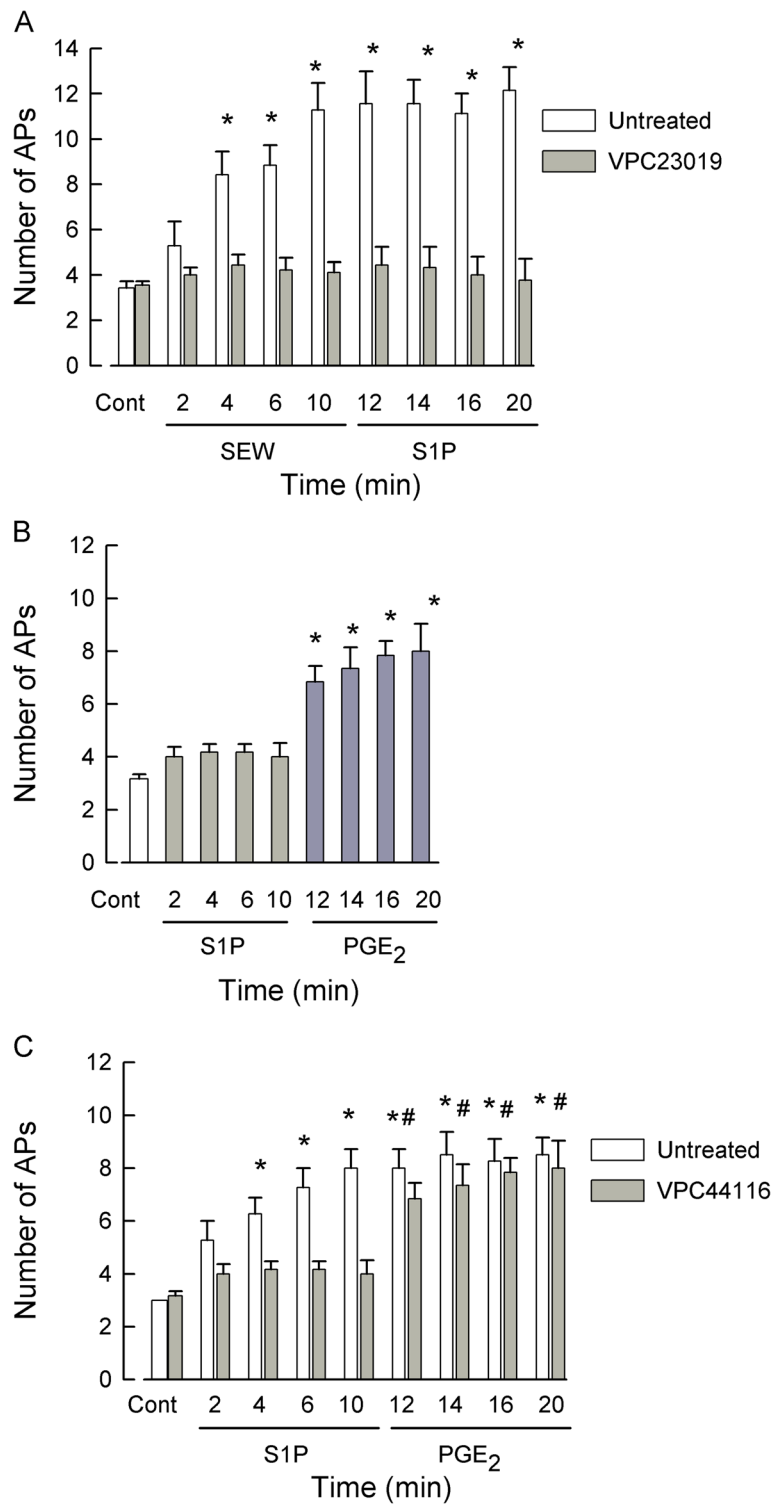 A
14
12
10
8
6
4
2
0
Number of APs
* * * * * * *
Untreated
VPC23019
Cont 2 4 6 10 12 14 16 20
SEW S1P
Time (min)
B
12
10
8
6
4
2
0
Number of APs
* * * *
Cont 2 4 6 10 12 14 16 20
S1P PGE2
Time (min)
C
12
10
8
6
4
2
0
Number of APs
* * * *# *# *# *#
Untreated
VPC44116
Cont 2 4 6 10 12 14 16 20
S1P PGE2
Time (min)